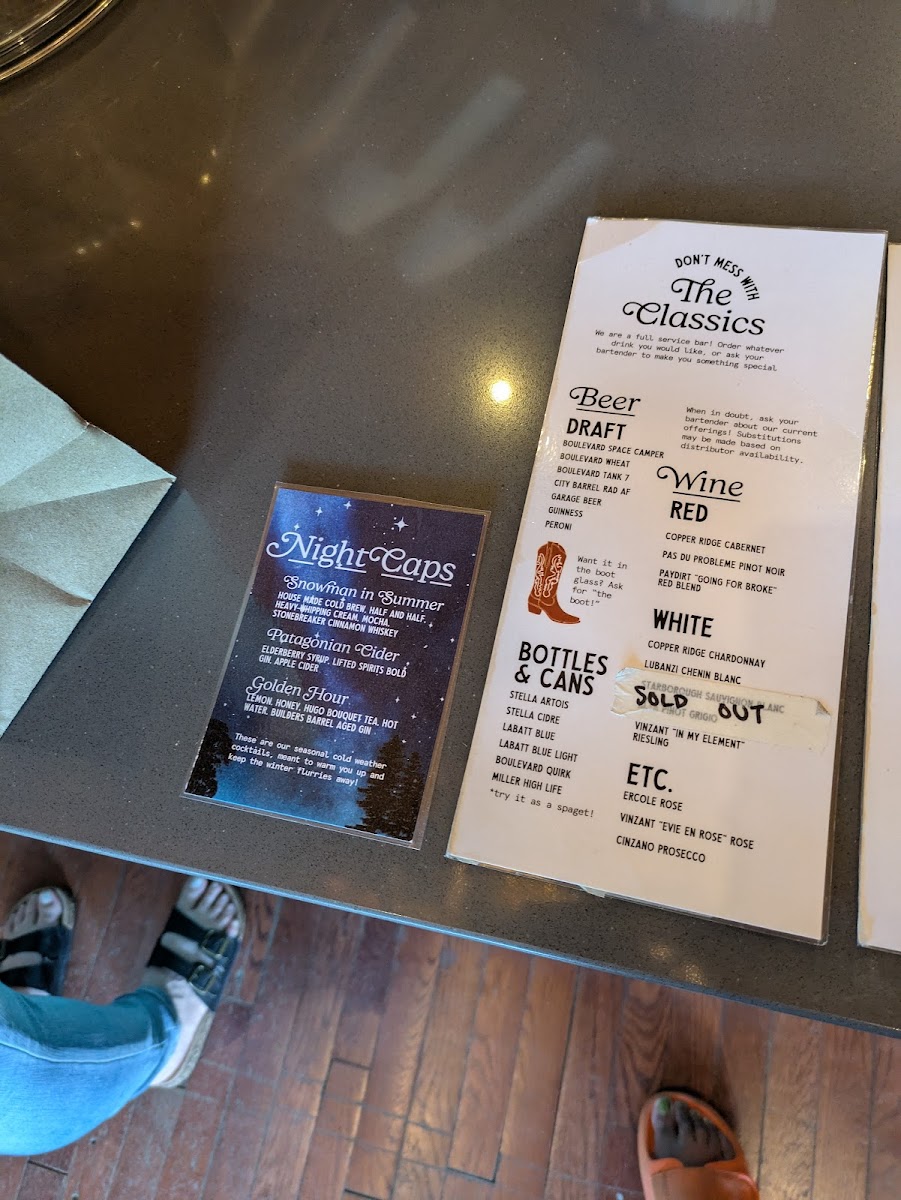 Night Caps
Snowman in Summer
HOUSE MADE COLD BREW, HALF AND HALF,
HEAVY WHIPPING CREAM, MOCHA,
STONEBREAKER CINNAMON WHISKEY
Patagonian Cider
ELDERBERRY SYRUP, LIFTED SPIRITS BOLD
GIN, APPLE CIDER
Golden Hour
LEMON, HONEY, HUGO BOUQUET TEA, HOT
WATER, BUILDERS BARREL AGED GIN
These are our seasonal cold weather
cocktails, meant to warm you up and
keep the winter flurries away!
DON'T MESS WITH
The
Classics
We are a full service bar! Order whatever
drink you would like, or ask your
bartender to make you something special
Beer
DRAFT
BOULEVARD SPACE CAMPER
BOULEVARD WHEAT
BOULEVARD TANK 7
CITY BARREL RAD AF
GARAGE BEER
GUINNESS
PERONI
Want it in
the boot
glass? Ask
for "the
boot!"
BOTTLES
& CANS
STELLA ARTOIS
STELLA CIDRE
LABATT BLUE
LABATT BLUE LIGHT
BOULEVARD QUIRK
MILLER HIGH LIFE
*try it as a spaget!
When in doubt, ask your
bartender about our current
offerings! Substitutions
may be made based on
distributor availability.
Wine
RED
COPPER RIDGE CABERNET
PAS DU PROBLEME PINOT NOIR
PAYDIRT "GOING FOR BROKE"
RED BLEND
WHITE
COPPER RIDGE CHARDONNAY
LUBANZI CHENIN BLANC
STARBOROUGH SAUVIGNON BLANC
SOLD OUT
PINOT GRIGIO
VINZANT "IN MY ELEMENT"
RIESLING
ETC.
ERCOLE ROSE
VINZANT "EVIE EN ROSE" ROSE
CINZANO PROSECCO